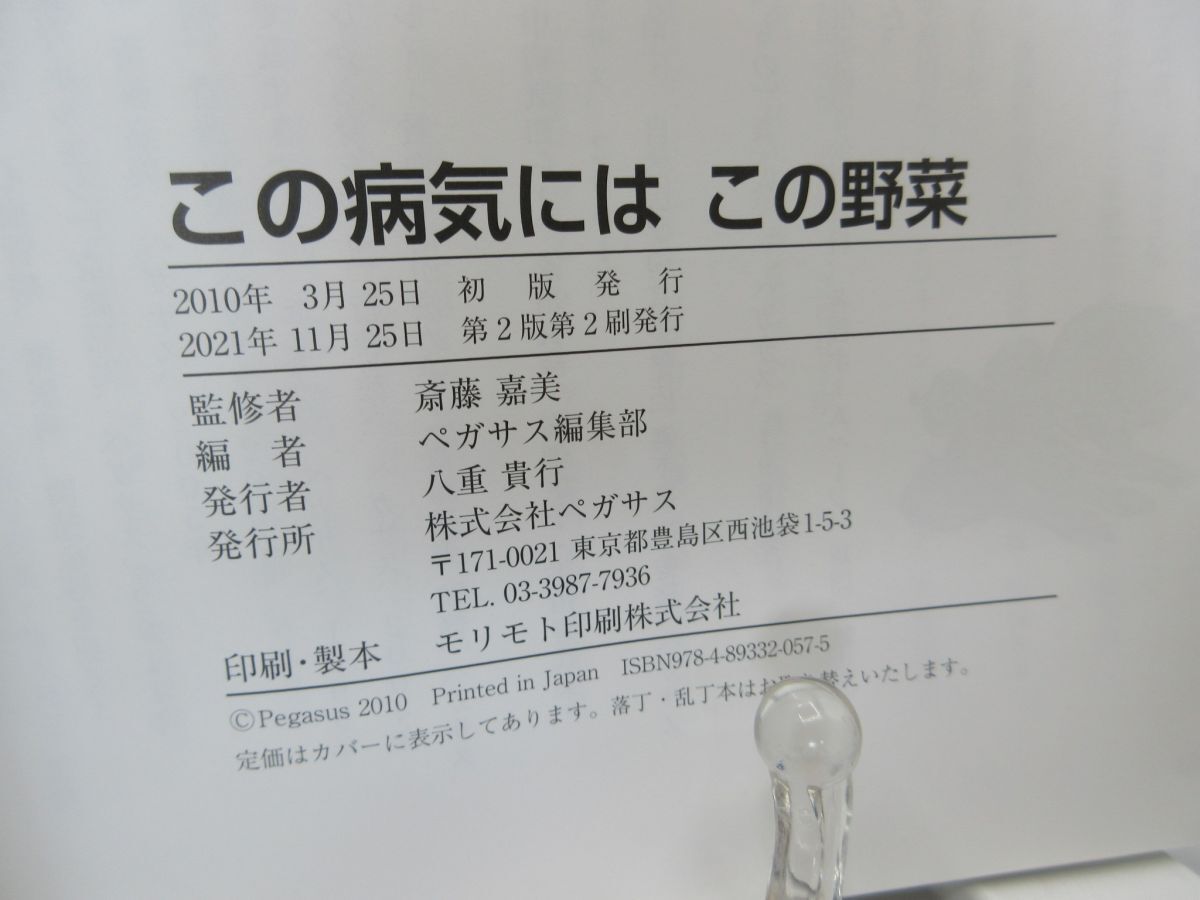 この病気には この野菜
2010年 3月 25日 初版発行
2021年 11月 25日 第2版第2刷発行
監修者 斎藤 嘉美
編者 ペガサス編集部
発行者 八重 貴行
発行所 株式会社ペガサス
〒171-0021 東京都豊島区西池袋1-5-3
TEL. 03-3987-7936
印刷・製本 モリモト印刷株式会社
©Pegasus 2010 Printed in Japan ISBN978-4-89332-057-5
定価はカバーに表示してあります。落丁・乱丁本はお替えいたします。